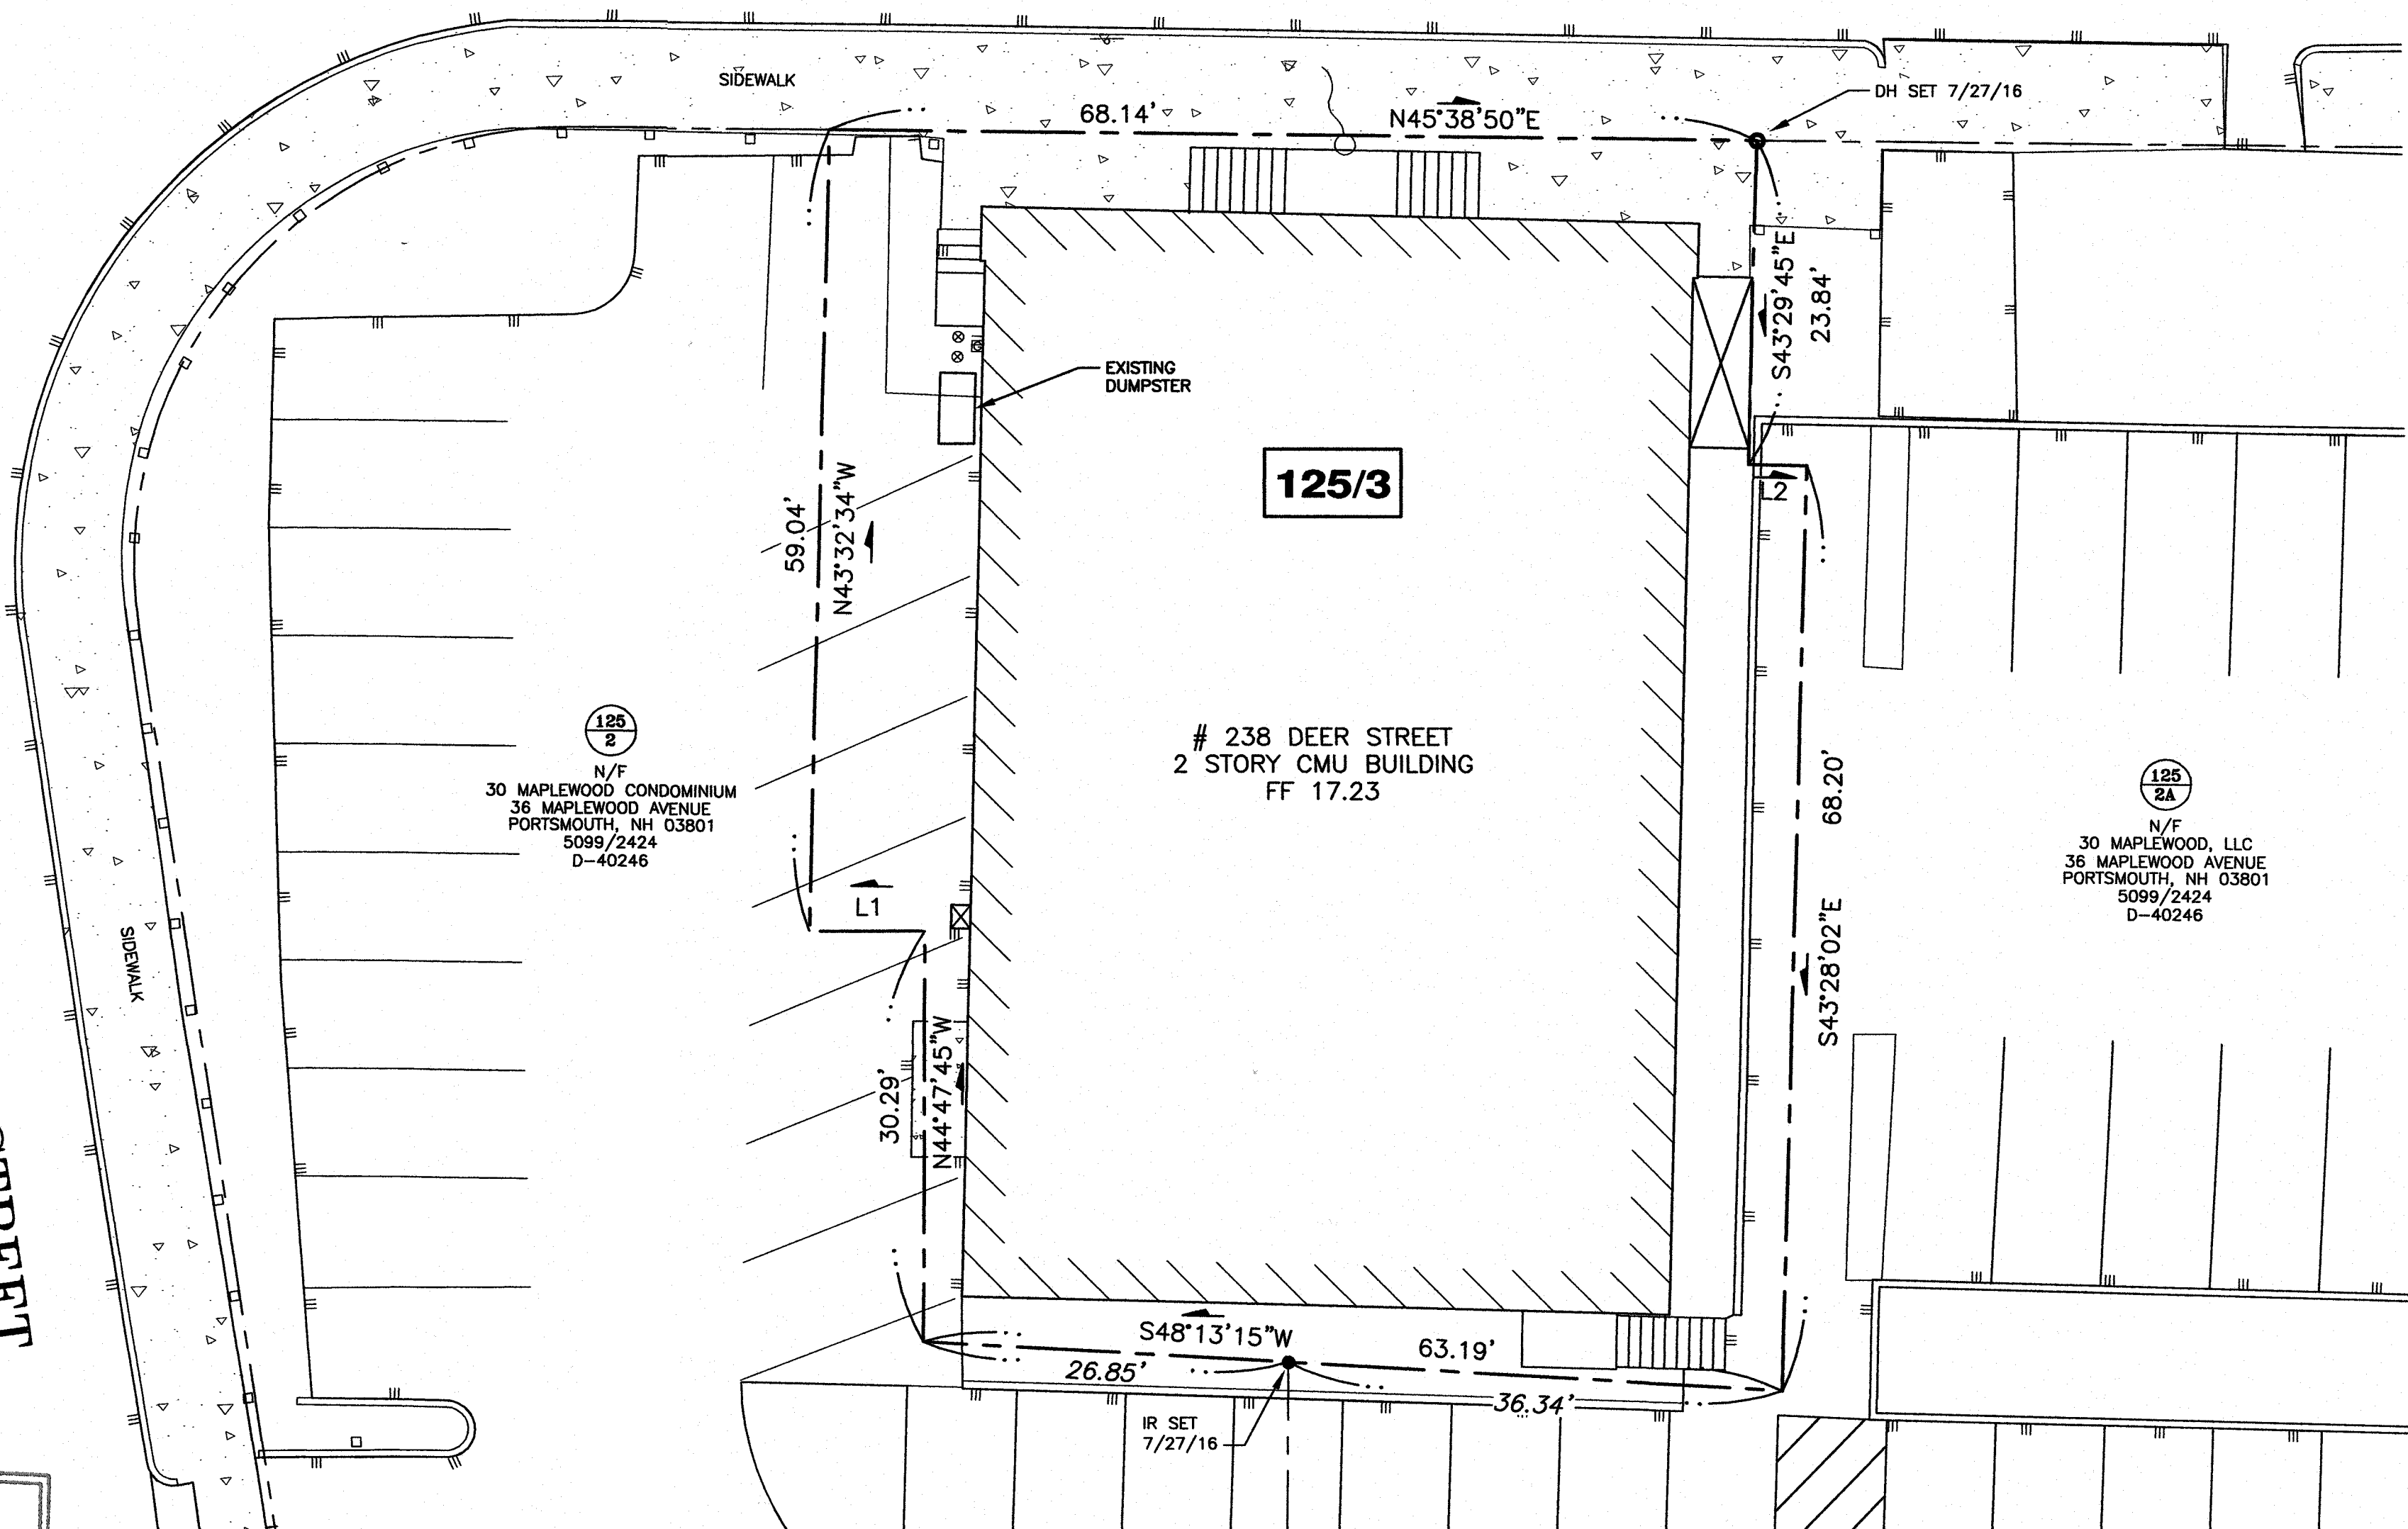 SIDEWALK
68.14'
N45°38'50"E
DH SET 7/27/16
S43°29'45"E
23.84'
EXISTING
DUMPSTER
125/3
L2
59.04'
N43°32'34"W
125
2
N/F
30 MAPLEWOOD CONDOMINIUM
36 MAPLEWOOD AVENUE
PORTSMOUTH, NH 03801
5099/2424
D-40246
# 238 DEER STREET
2 STORY CMU BUILDING
FF 17.23
68.20'
S43°28'02"E
125
2A
N/F
30 MAPLEWOOD, LLC
36 MAPLEWOOD AVENUE
PORTSMOUTH, NH 03801
5099/2424
D-40246
L1
SIDEWALK
30.29'
N44°47'45"W
S48°13'15"W
63.19'
26.85'
36.34'
IR SET
7/27/16
STREET